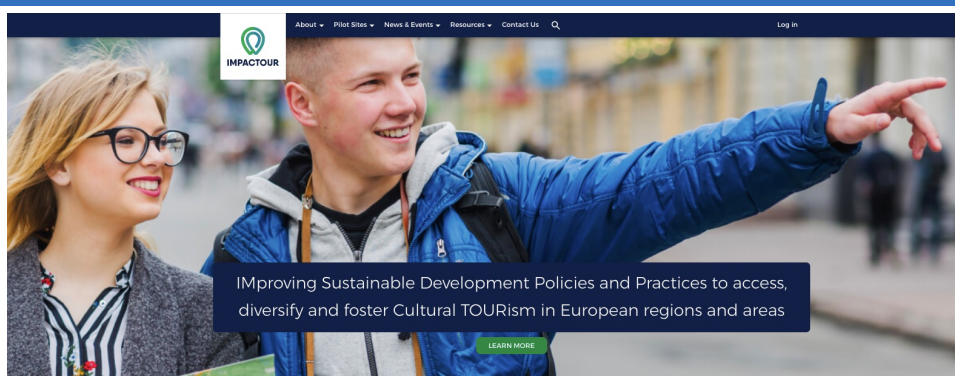 About Pilot Sites News & Events Resources Contact Us Log in
IMPACTOUR
IMproving Sustainable Development Policies and Practices to access,
diversify and foster Cultural TOURism in European regions and areas
LEARN MORE